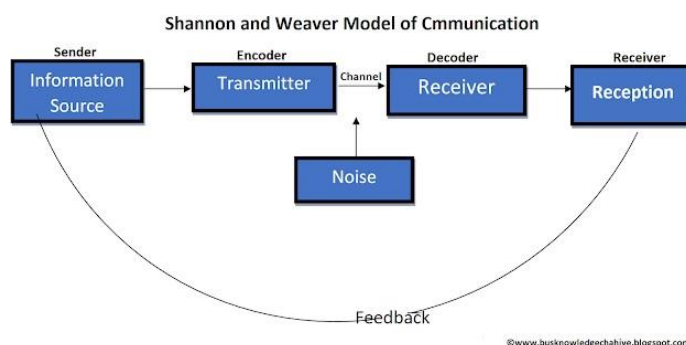 Shannon and Weaver Model of Cmmunication
Sender
Encoder
Decoder
Receiver
Information
Source
Transmitter
Channel
Receiver
Reception
Noise
Feedback
©www.busknowledgechahive.blogspot.com